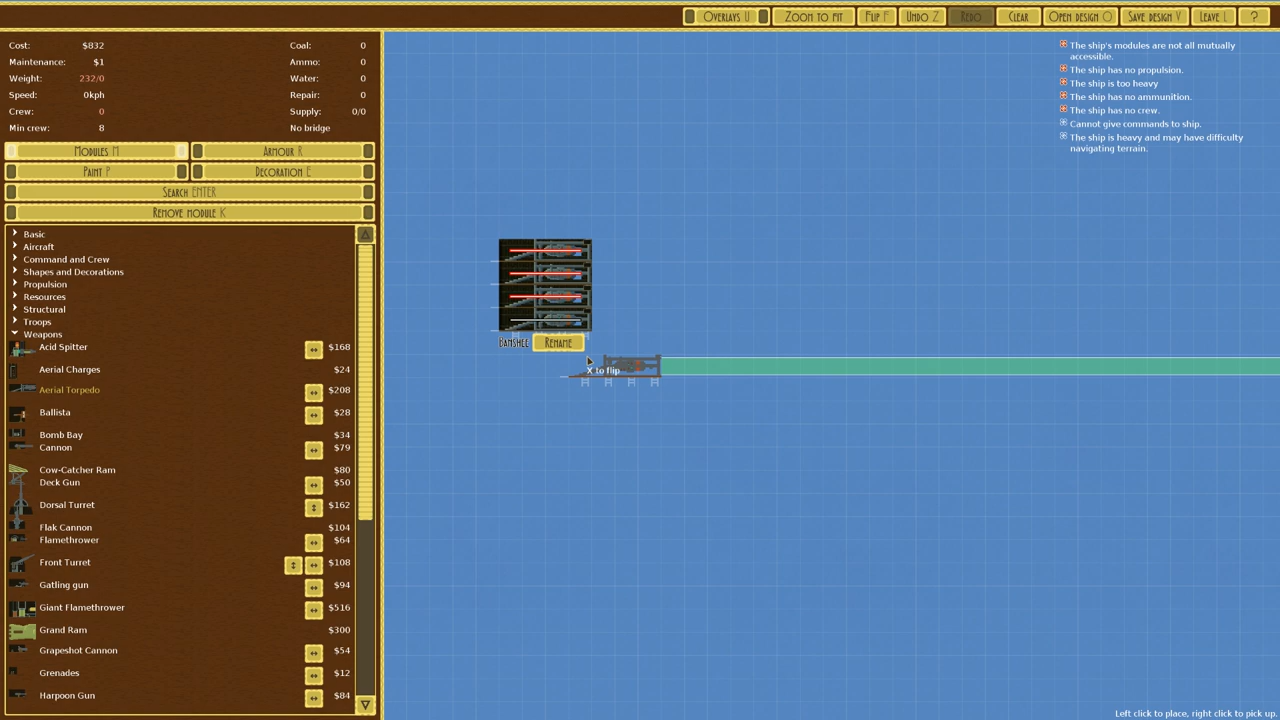 OVERLAYS U ZOOM TO FIT FLIP F UNDO Z REDO CLEAR OPEN DESIGN O SAVE DESIGN V LEAVE L ?
Cost: $832 Coal: 0
Maintenance: $1 Ammo: 0
Weight: 232/0 Water: 0
Speed: 0kph Repair: 0
Crew: 0 Supply: 0/0
Min crew: 8 No bridge
MODULES M ARMOUR R
PAINT P DECORATION E
SEARCH ENTER
REMOVE MODULE K
Basic
Aircraft
Command and Crew
Shapes and Decorations
Propulsion
Resources
Structural
Troops
Weapons
Acid Spitter $168
Aerial Charges $24
Aerial Torpedo $208
Ballista $28
Bomb Bay $34
Cannon $79
Cow-Catcher Ram $80
Deck Gun $50
Dorsal Turret $162
Flak Cannon $104
Flamethrower $64
Front Turret $108
Gatling gun $94
Giant Flamethrower $516
Grand Ram $300
Grapeshot Cannon $54
Grenades $12
Harpoon Gun $84
BANSHEE RENAME
X to flip
The ship's modules are not all mutually
accessible.
The ship has no propulsion.
The ship is too heavy
The ship has no ammunition.
The ship has no crew.
Cannot give commands to ship.
The ship is heavy and may have difficulty
navigating terrain.
Left click to place, right click to pick up.